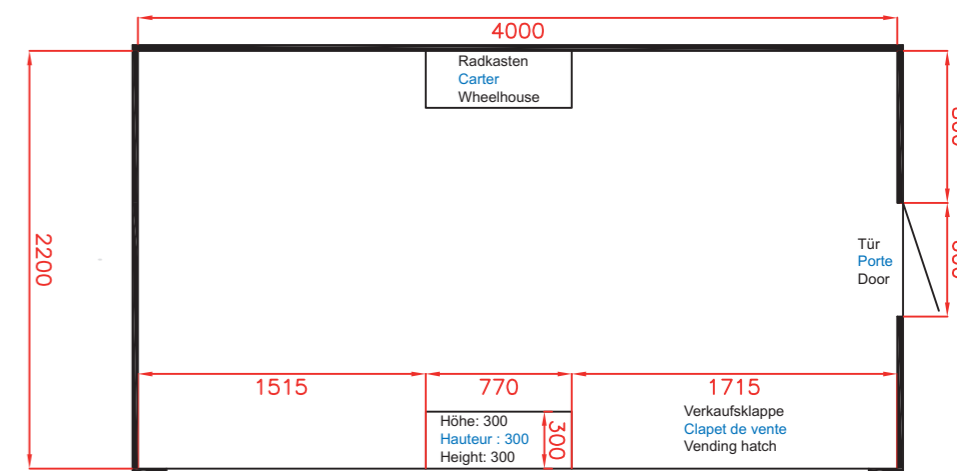 4000
Radkasten
Carter
Wheelhouse
2200
Tür
Porte
Door
1515
770
1715
Höhe: 300
Hauteur : 300
Height: 300
300
Verkaufsklappe
Clapet de vente
Vending hatch